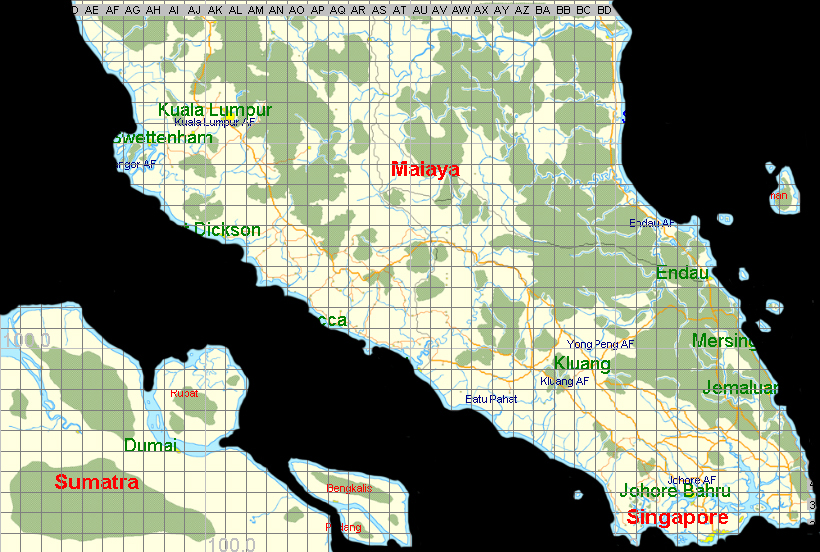 AE AF AG AH AI AJ AK AL AM AN AO AP AQ AR AS AT AU AV AW AX AY AZ BA BB BC BD
Kuala Lumpur
Kuala Lumpur AF
Swettenham
AF
Malaya
Endau AF
Dickson
Endau
100.0
Mersing
Yong Peng AF
Kluang
Kluang AF
Jemaluan
Rupat
Batu Pahat
Dumai
Sumatra
Johore AF
Bengkalis
Johore Bahru
Singapore
100.0